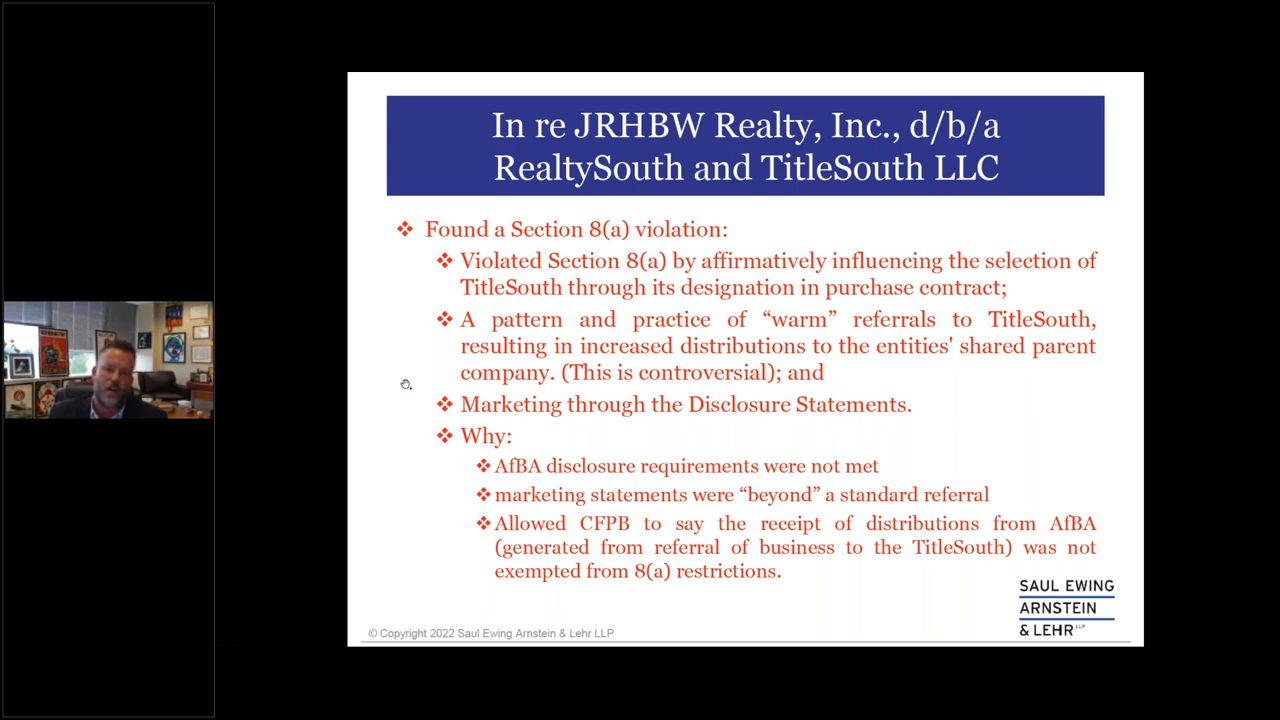 In re JRHBW Realty, Inc., d/b/a
RealtySouth and TitleSouth LLC
❖ Found a Section 8(a) violation:
❖ Violated Section 8(a) by affirmatively influencing the selection of
TitleSouth through its designation in purchase contract;
❖ A pattern and practice of “warm” referrals to TitleSouth,
resulting in increased distributions to the entities' shared parent
company. (This is controversial); and
❖ Marketing through the Disclosure Statements.
❖ Why:
❖ AfBA disclosure requirements were not met
❖ marketing statements were “beyond” a standard referral
❖ Allowed CFPB to say the receipt of distributions from AfBA
(generated from referral of business to the TitleSouth) was not
exempted from 8(a) restrictions.
SAUL EWING
ARNSTEIN
& LEHR LLP
© Copyright 2022 Saul Ewing Arnstein & Lehr LLP